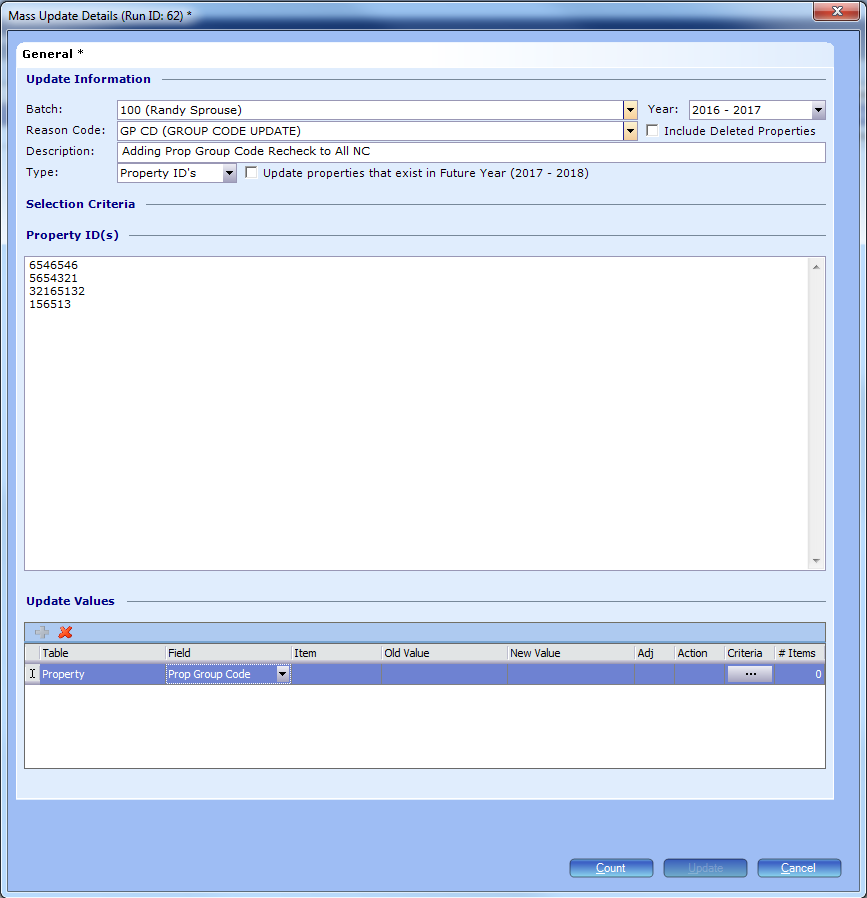 Mass Update Details (Run ID: 62) *
General *
Update Information
Batch: 100 (Randy Sprouse) Year: 2016 - 2017
Reason Code: GP CD (GROUP CODE UPDATE) Include Deleted Properties
Description: Adding Prop Group Code Recheck to All NC
Type: Property ID's Update properties that exist in Future Year (2017 - 2018)
Selection Criteria
Property ID(s)
6546546
5654321
32165132
156513
Update Values
Table Field Item Old Value New Value Adj Action Criteria # Items
Property Prop Group Code ... 0
Count Update Cancel